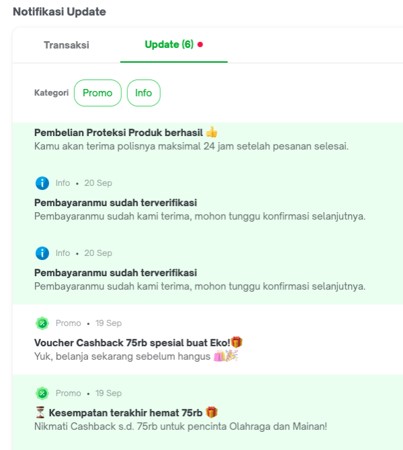 Notifikasi Update
Transaksi
Update (6)
Kategori
Promo
Info
Pembelian Proteksi Produk berhasil 👍
Kamu akan terima polisnya maksimal 24 jam setelah pesanan selesai.
Info • 20 Sep
Pembayaranmu sudah terverifikasi
Pembayaranmu sudah kami terima, mohon tunggu konfirmasi selanjutnya.
Info • 20 Sep
Pembayaranmu sudah terverifikasi
Pembayaranmu sudah kami terima, mohon tunggu konfirmasi selanjutnya.
Promo • 19 Sep
Voucher Cashback 75rb spesial buat Eko!🎁
Yuk, belanja sekarang sebelum hangus 🛍️👏🏻
Promo • 19 Sep
⏳ Kesempatan terakhir hemat 75rb 🎁
Nikmati Cashback s.d. 75rb untuk pencinta Olahraga dan Mainan!